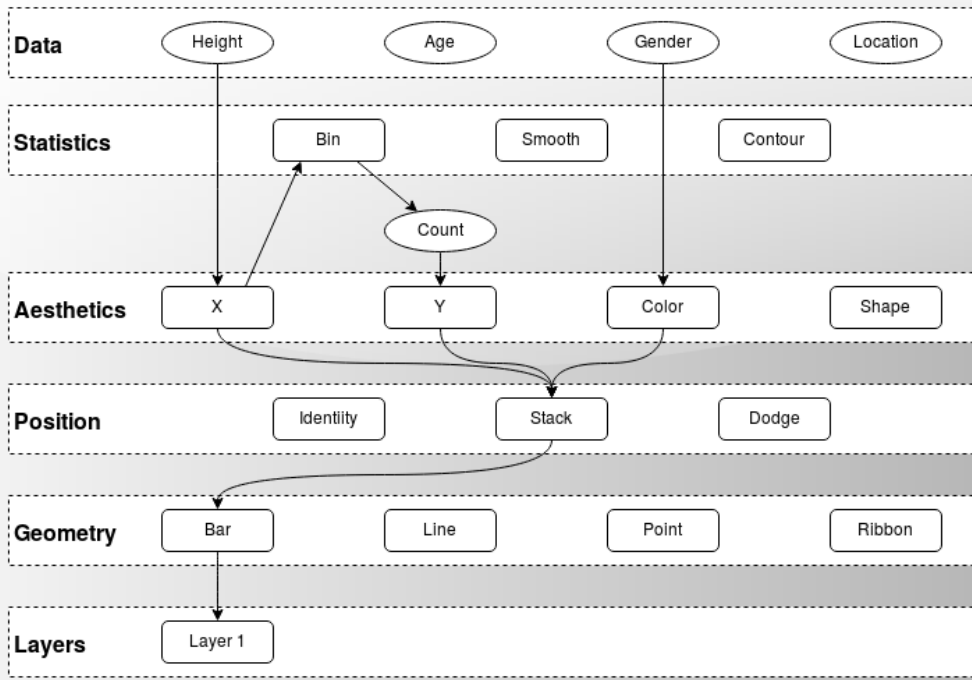 Data
Height
Age
Gender
Location
Statistics
Bin
Smooth
Contour
Count
Aesthetics
X
Y
Color
Shape
Position
Identiity
Stack
Dodge
Geometry
Bar
Line
Point
Ribbon
Layers
Layer 1